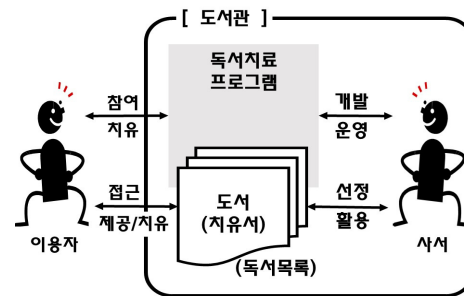 [ 도서관 ]
독서치료
프로그램
참여
치유
개발
운영
접근
제공/치유
도서
(치유서)
선정
활용
이용자
사서
(독서목록)